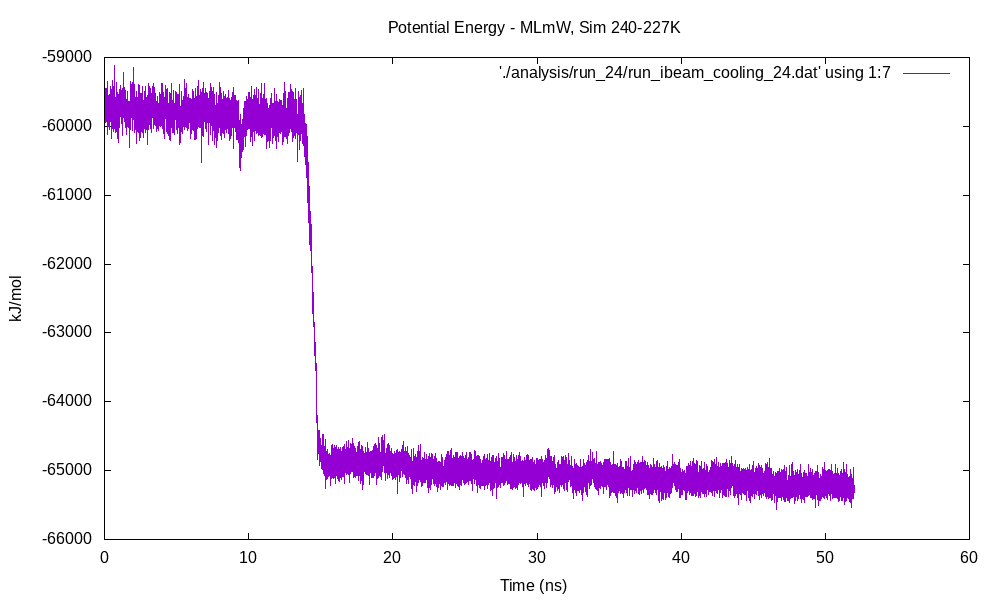 Potential Energy - MLmW, Sim 240-227K
'./analysis/run_24/run_ibeam_cooling_24.dat' using 1:7
-59000
-60000
-61000
-62000
-63000
-64000
-65000
-66000
kJ/mol
0 10 20 30 40 50 60
Time (ns)